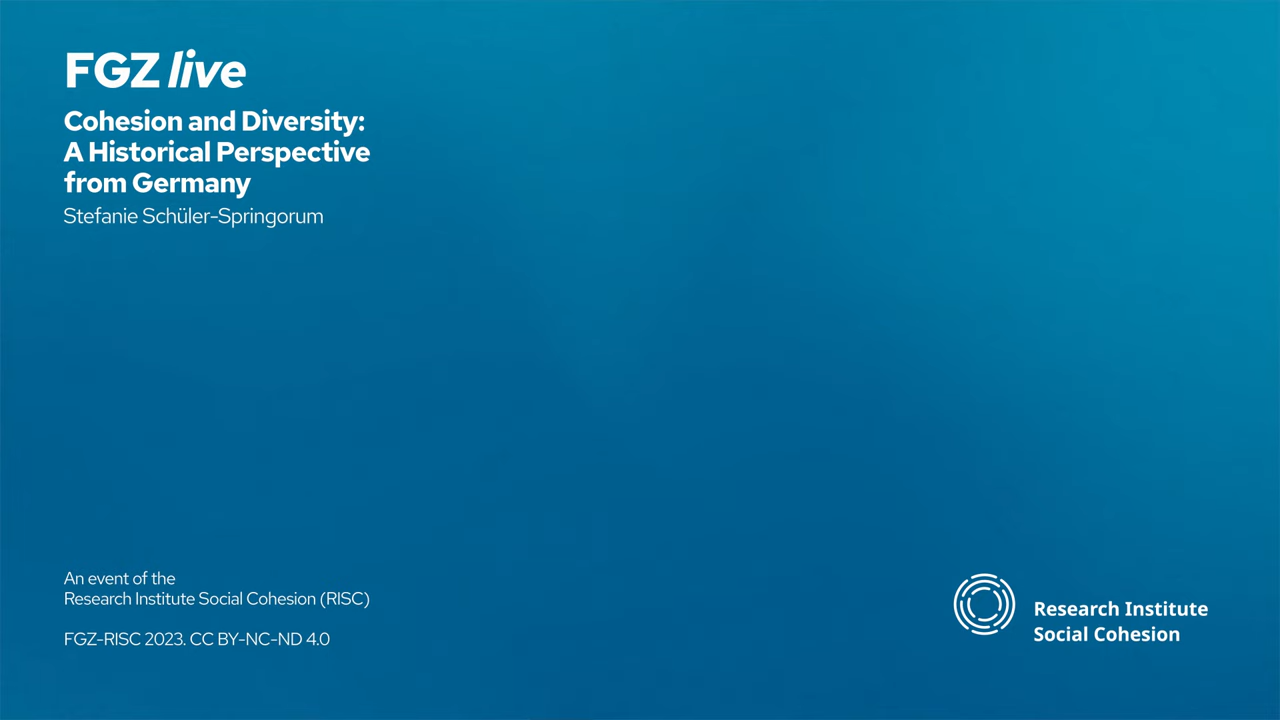 FGZ live
Cohesion and Diversity:
A Historical Perspective
from Germany
Stefanie Schüler-Springorum
An event of the
Research Institute Social Cohesion (RISC)
FGZ-RISC 2023. CC BY-NC-ND 4.0
Research Institute
Social Cohesion